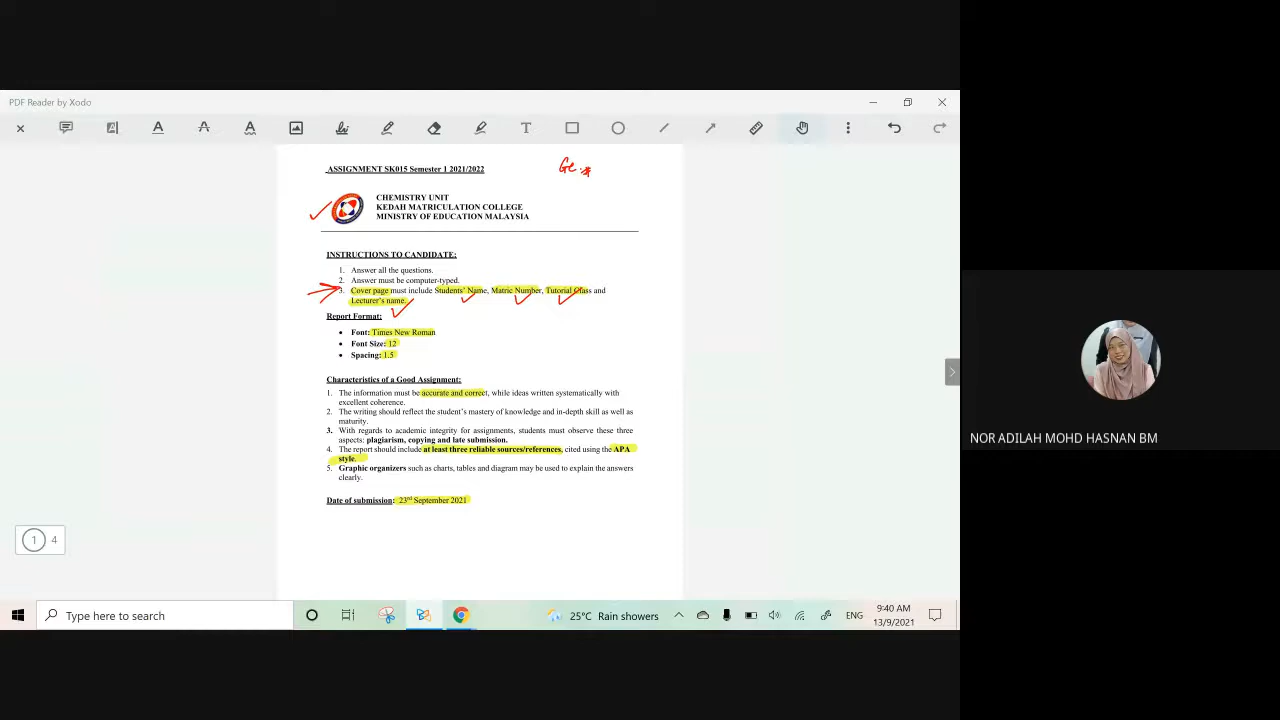 PDF Reader by Xodo
ASSIGNMENT SK015 Semester 1 2021/2022
CHEMISTRY UNIT
KEDAH MATRICULATION COLLEGE
MINISTRY OF EDUCATION MALAYSIA
INSTRUCTIONS TO CANDIDATE:
1. Answer all the questions.
2. Answer must be computer-typed.
3. Cover page must include Students' Name, Matric Number, Tutorial Class and
Lecturer's name.
Report Format:
• Font: Times New Roman
• Font Size: 12
• Spacing: 1.5
Characteristics of a Good Assignment:
1. The information must be accurate and correct, while ideas written systematically with
excellent coherence.
2. The writing should reflect the student's mastery of knowledge and in-depth skill as well as
maturity.
3. With regards to academic integrity for assignments, students must observe these three
aspects: plagiarism, copying and late submission.
4. The report should include at least three reliable sources/references, cited using the APA
style.
5. Graphic organizers such as charts, tables and diagram may be used to explain the answers
clearly.
Date of submission: 23rd September 2021
1 4
NOR ADILAH MOHD HASNAN BM
Type here to search
25°C Rain showers
ENG
9:40 AM
13/9/2021